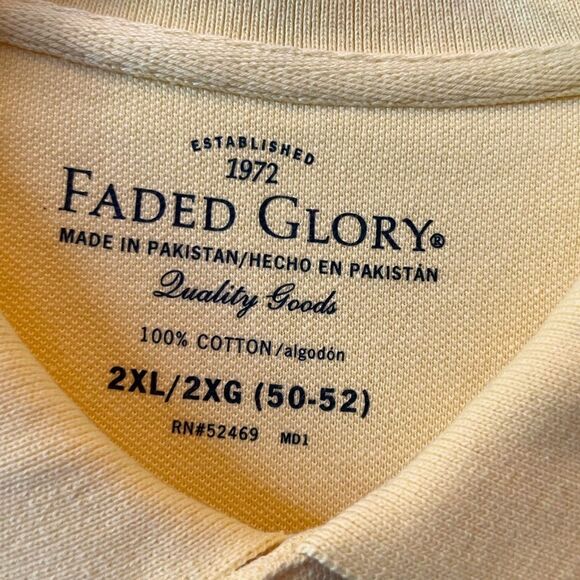 ESTABLISHED
1972
FADED GLORY®
MADE IN PAKISTAN/HECHO EN PAKISTÁN
Quality Goods
100% COTTON/algodón
2XL/2XG (50-52)
RN#52469 MD1